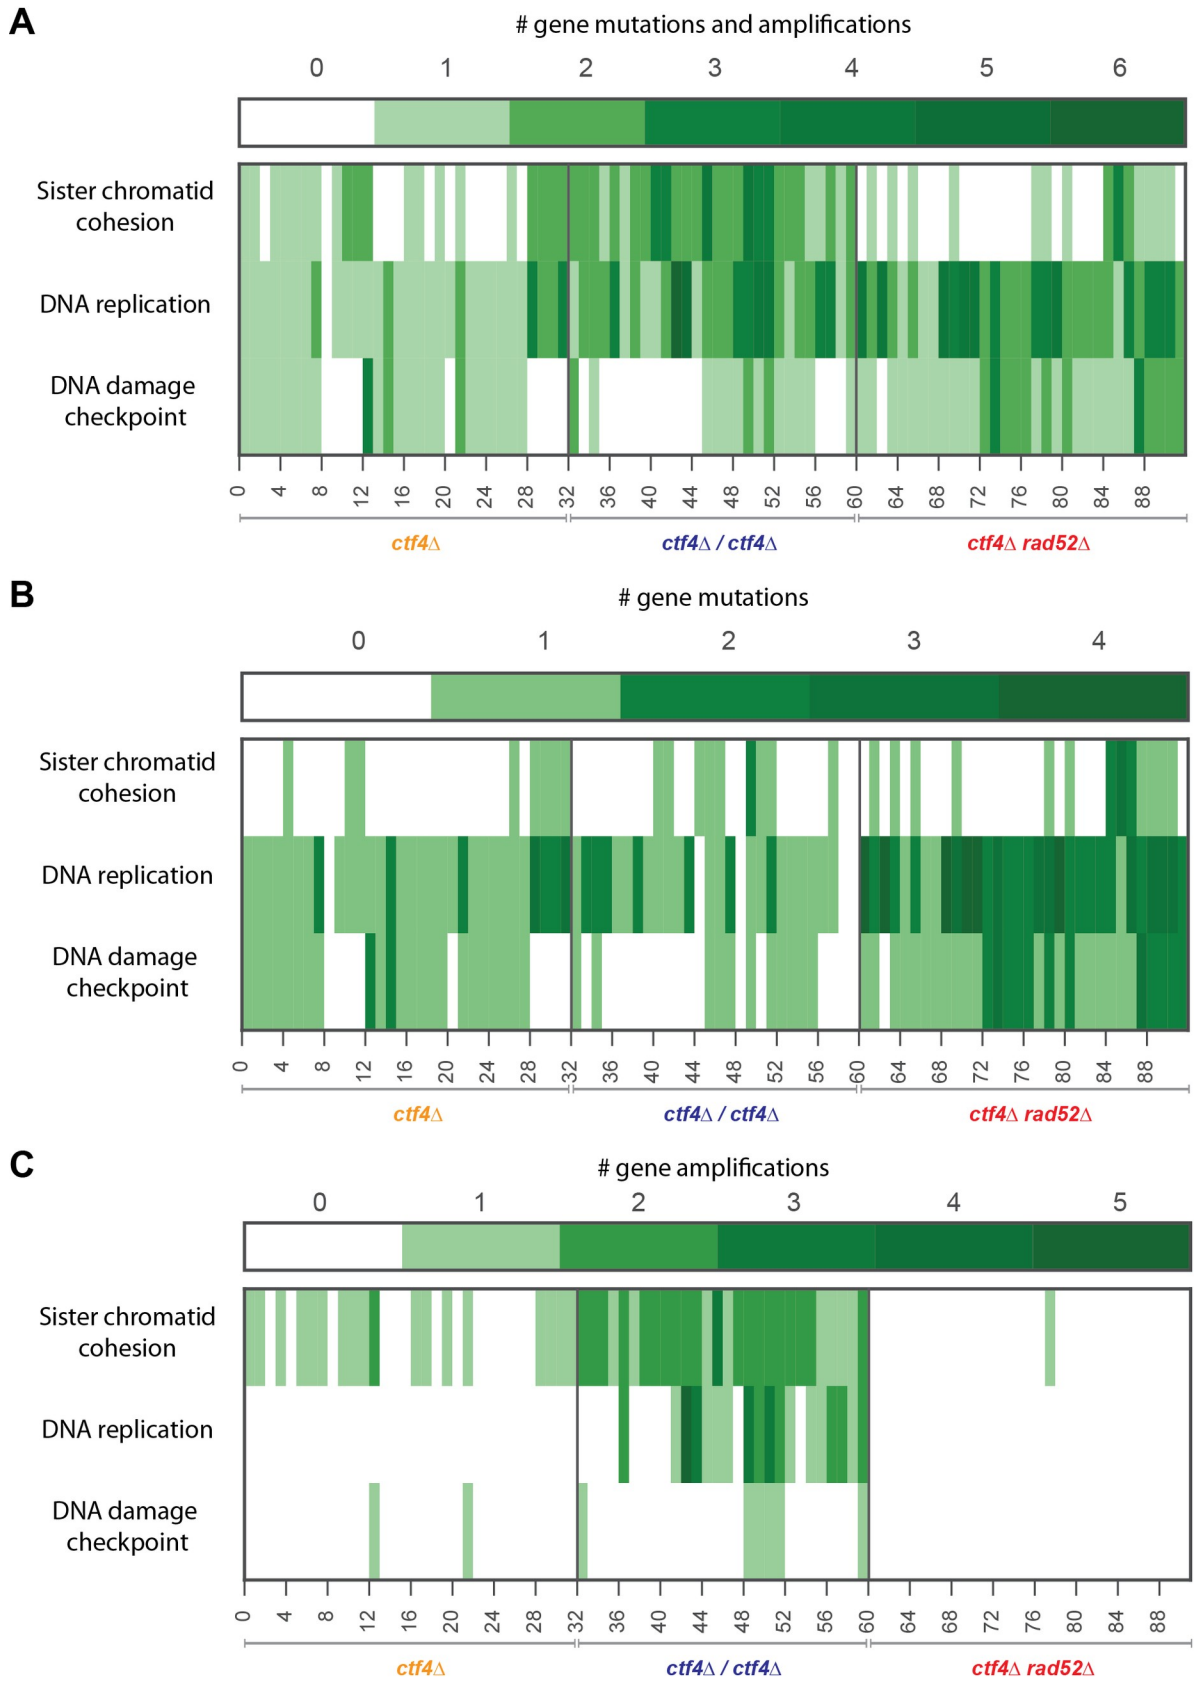 A
# gene mutations and amplifications
0 1 2 3 4 5 6
Sister chromatid
cohesion
DNA replication
DNA damage
checkpoint
0 4 8 12 16 20 24 28 32 36 40 44 48 52 56 60 64 68 72 76 80 84 88
ctf4Δ ctf4Δ / ctf4Δ ctf4Δ rad52Δ
B
# gene mutations
0 1 2 3 4
Sister chromatid
cohesion
DNA replication
DNA damage
checkpoint
0 4 8 12 16 20 24 28 32 36 40 44 48 52 56 60 64 68 72 76 80 84 88
ctf4Δ ctf4Δ / ctf4Δ ctf4Δ rad52Δ
C
# gene amplifications
0 1 2 3 4 5
Sister chromatid
cohesion
DNA replication
DNA damage
checkpoint
0 4 8 12 16 20 24 28 32 36 40 44 48 52 56 60 64 68 72 76 80 84 88
ctf4Δ ctf4Δ / ctf4Δ ctf4Δ rad52Δ